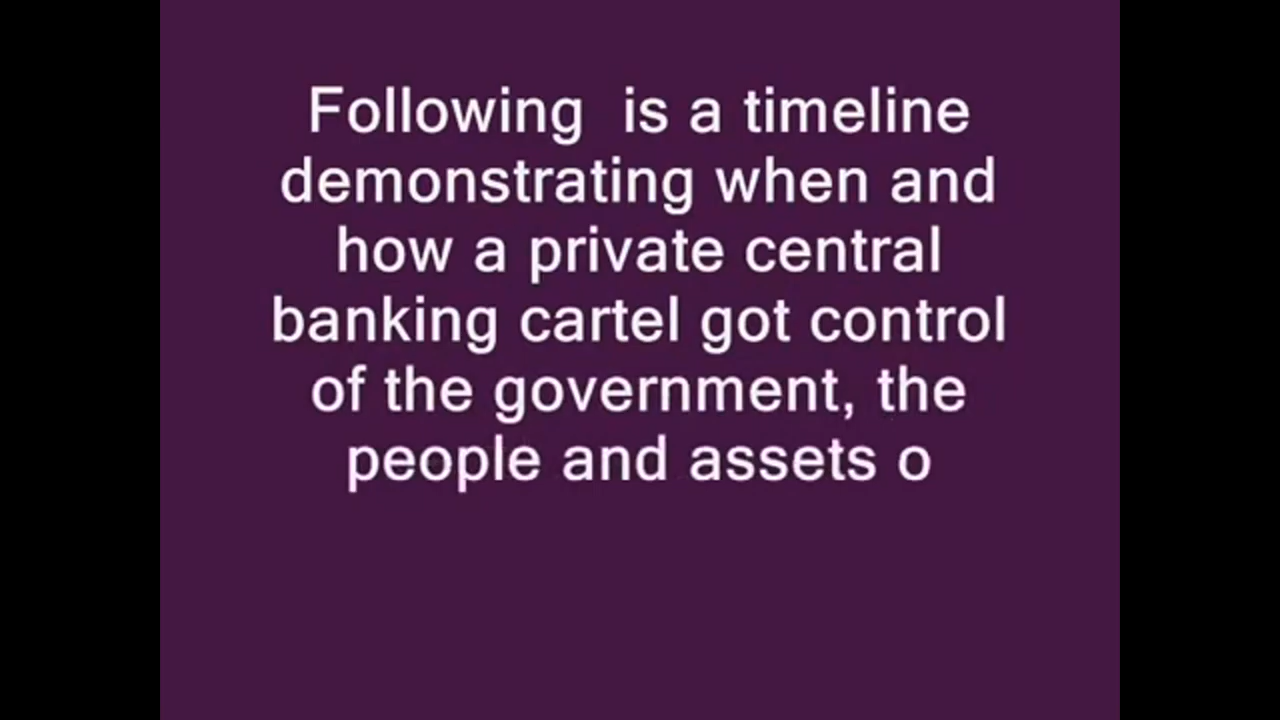 Following  is a timeline
demonstrating when and
how a private central
banking cartel got control
of the government, the
people and assets o